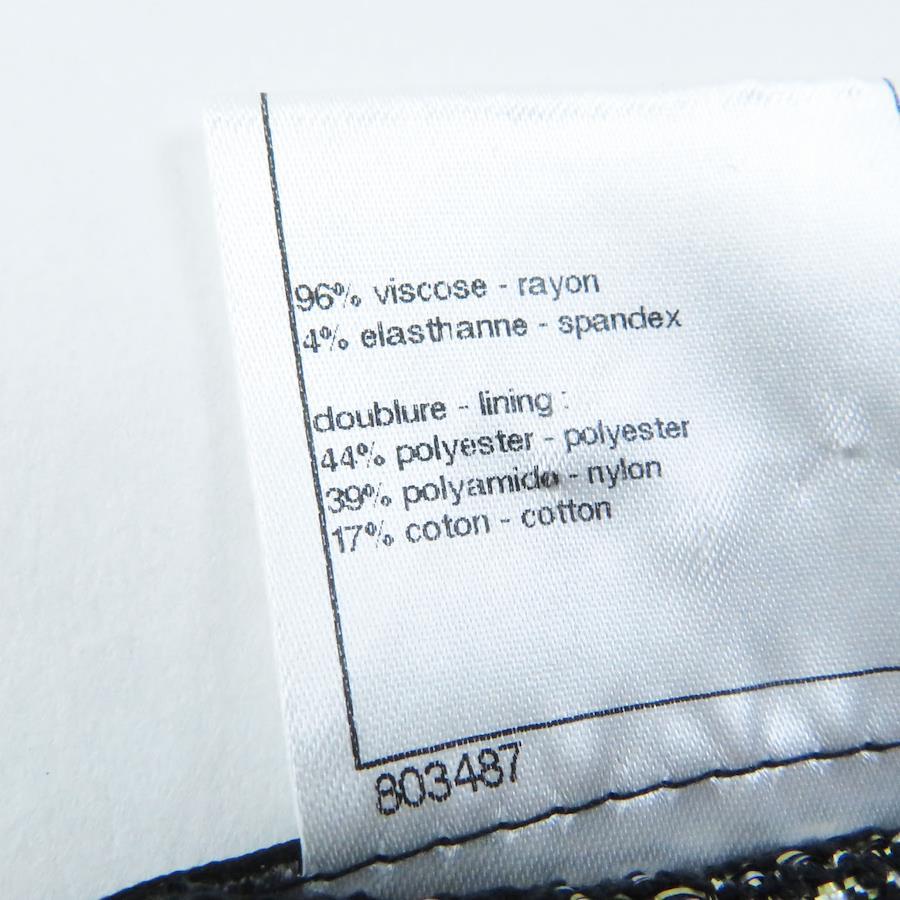 96% viscose - rayon
4% elasthanne - spandex
doublure - lining :
44% polyester - polyester
39% polyamide - nylon
17% coton - cotton
803487